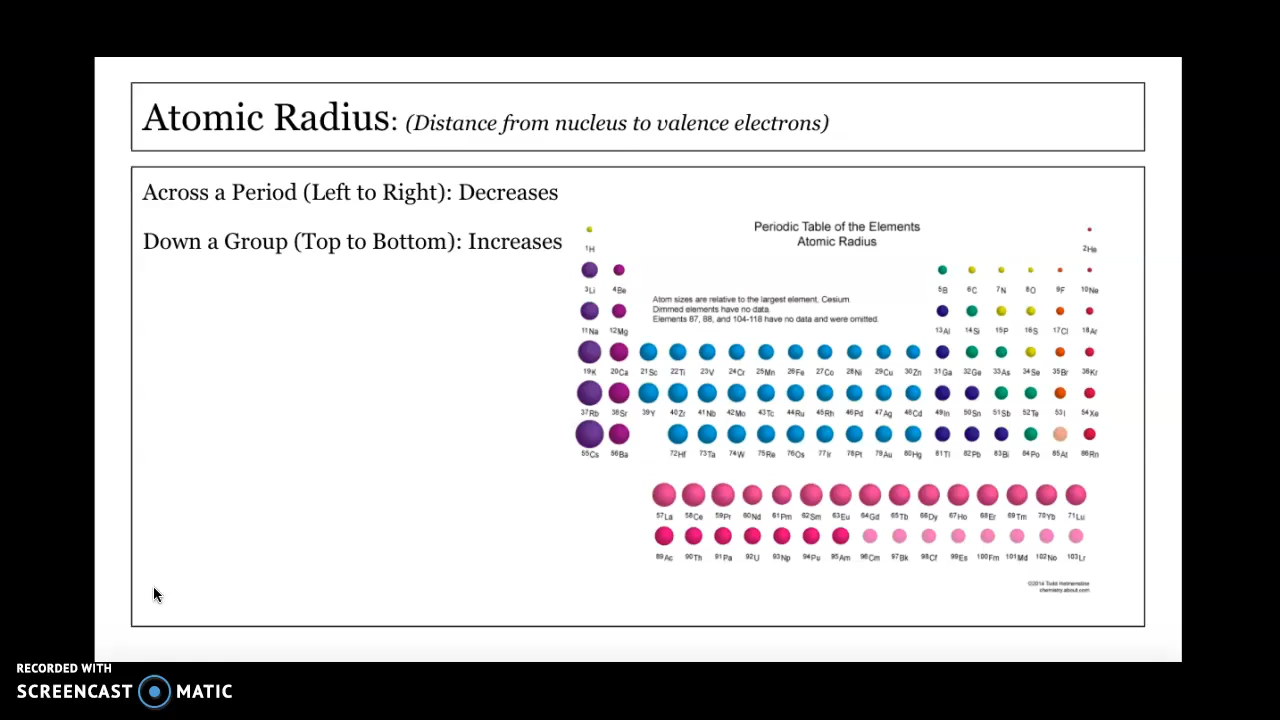 Atomic Radius: (Distance from nucleus to valence electrons)
Across a Period (Left to Right): Decreases
Down a Group (Top to Bottom): Increases
Periodic Table of the Elements
Atomic Radius
1H 2He
3Li 4Be 5B 6C 7N 8O 9F 10Ne
Atom sizes are relative to the largest element, Cesium.
Dimmed elements have no data.
Elements 87, 88, and 104-118 have no data and were omitted.
11Na 12Mg 13Al 14Si 15P 16S 17Cl 18Ar
19K 20Ca 21Sc 22Ti 23V 24Cr 25Mn 26Fe 27Co 28Ni 29Cu 30Zn 31Ga 32Ge 33As 34Se 35Br 36Kr
37Rb 38Sr 39Y 40Zr 41Nb 42Mo 43Tc 44Ru 45Rh 46Pd 47Ag 48Cd 49In 50Sn 51Sb 52Te 53I 54Xe
55Cs 56Ba 72Hf 73Ta 74W 75Re 76Os 77Ir 78Pt 79Au 80Hg 81Tl 82Pb 83Bi 84Po 85At 86Rn
57La 58Ce 59Pr 60Nd 61Pm 62Sm 63Eu 64Gd 65Tb 66Dy 67Ho 68Er 69Tm 70Yb 71Lu
89Ac 90Th 91Pa 92U 93Np 94Pu 95Am 96Cm 97Bk 98Cf 99Es 100Fm 101Md 102No 103Lr
©2014 Todd Helmenstine
chemistry.about.com
RECORDED WITH
SCREENCAST MATIC